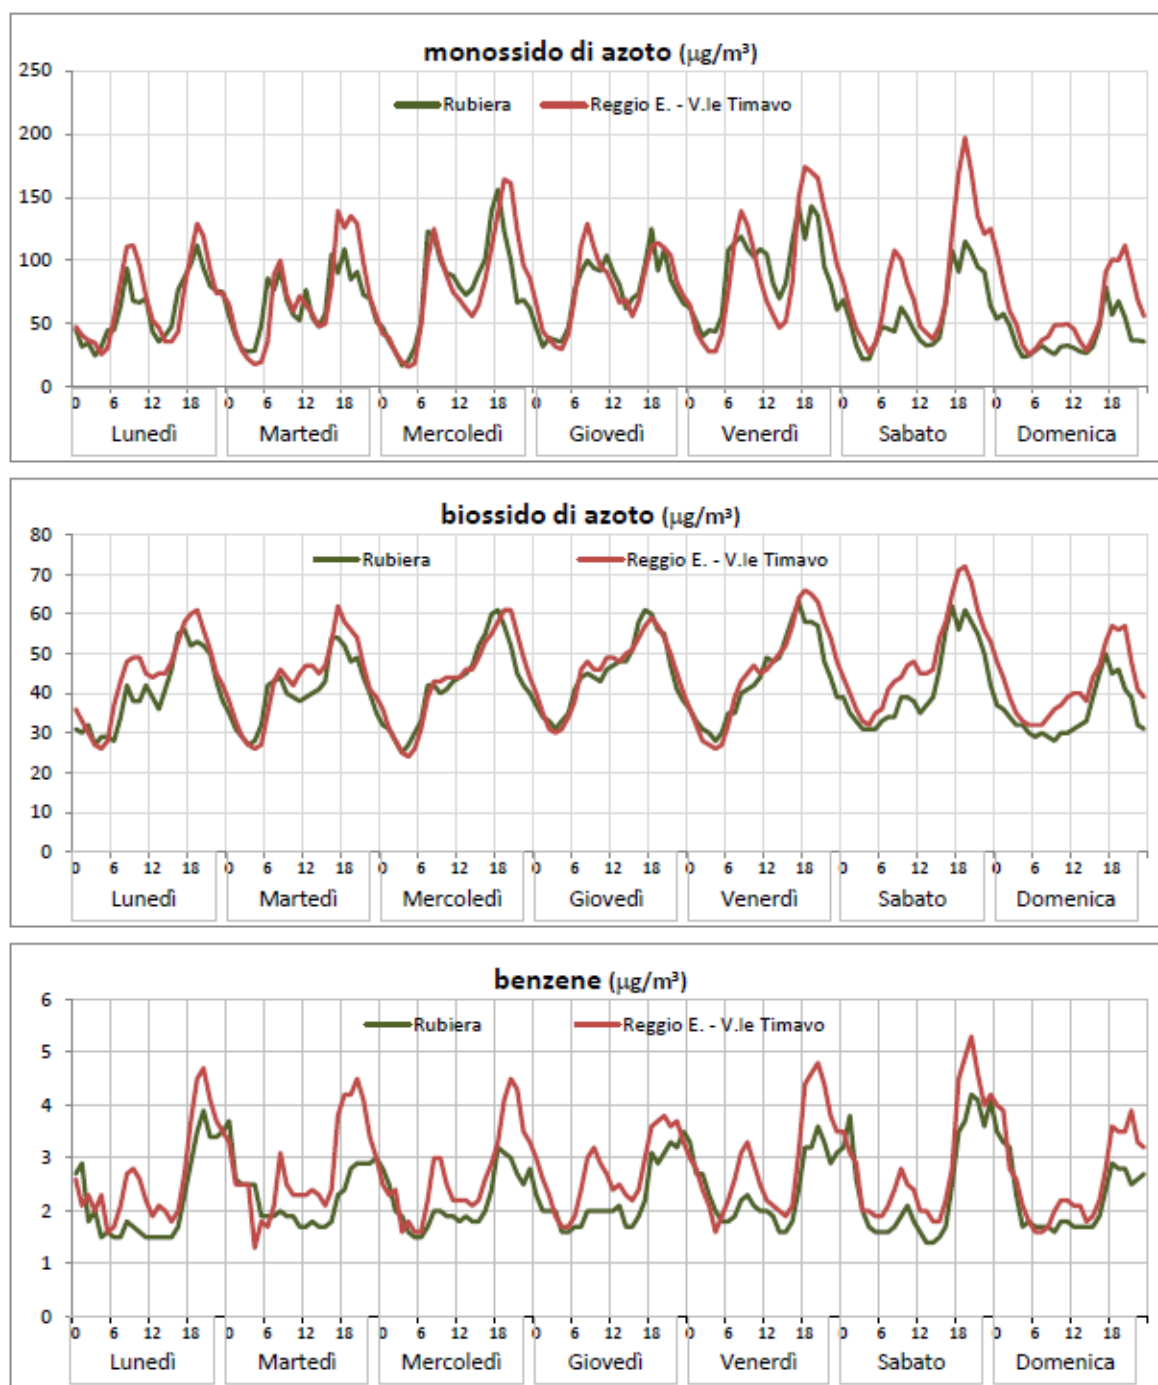 monossido di azoto (µg/m³)
250
Rubiera
Reggio E. - V.le Timavo
200
150
100
50
0
0 6 12 18 0 6 12 18 0 6 12 18 0 6 12 18 0 6 12 18 0 6 12 18 0 6 12 18
Lunedì Martedì Mercoledì Giovedì Venerdì Sabato Domenica
biossido di azoto (µg/m³)
80
Rubiera
Reggio E. - V.le Timavo
70
60
50
40
30
20
10
0
0 6 12 18 0 6 12 18 0 6 12 18 0 6 12 18 0 6 12 18 0 6 12 18 0 6 12 18
Lunedì Martedì Mercoledì Giovedì Venerdì Sabato Domenica
benzene (µg/m³)
6
Rubiera
Reggio E. - V.le Timavo
5
4
3
2
1
0
0 6 12 18 0 6 12 18 0 6 12 18 0 6 12 18 0 6 12 18 0 6 12 18 0 6 12 18
Lunedì Martedì Mercoledì Giovedì Venerdì Sabato Domenica